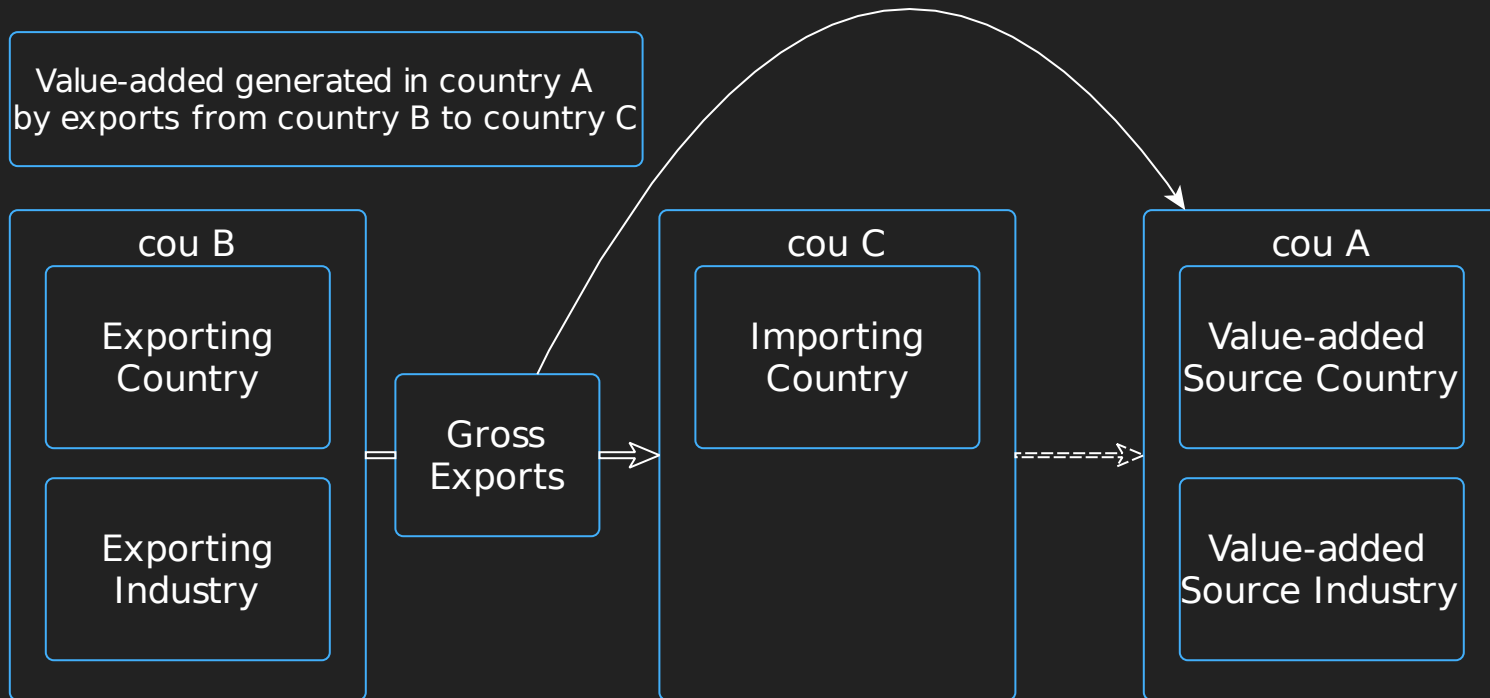 Value-added generated in country A
by exports from country B to country C
cou B
Exporting
Country
Exporting
Industry
Gross
Exports
cou C
Importing
Country
cou A
Value-added
Source Country
Value-added
Source Industry